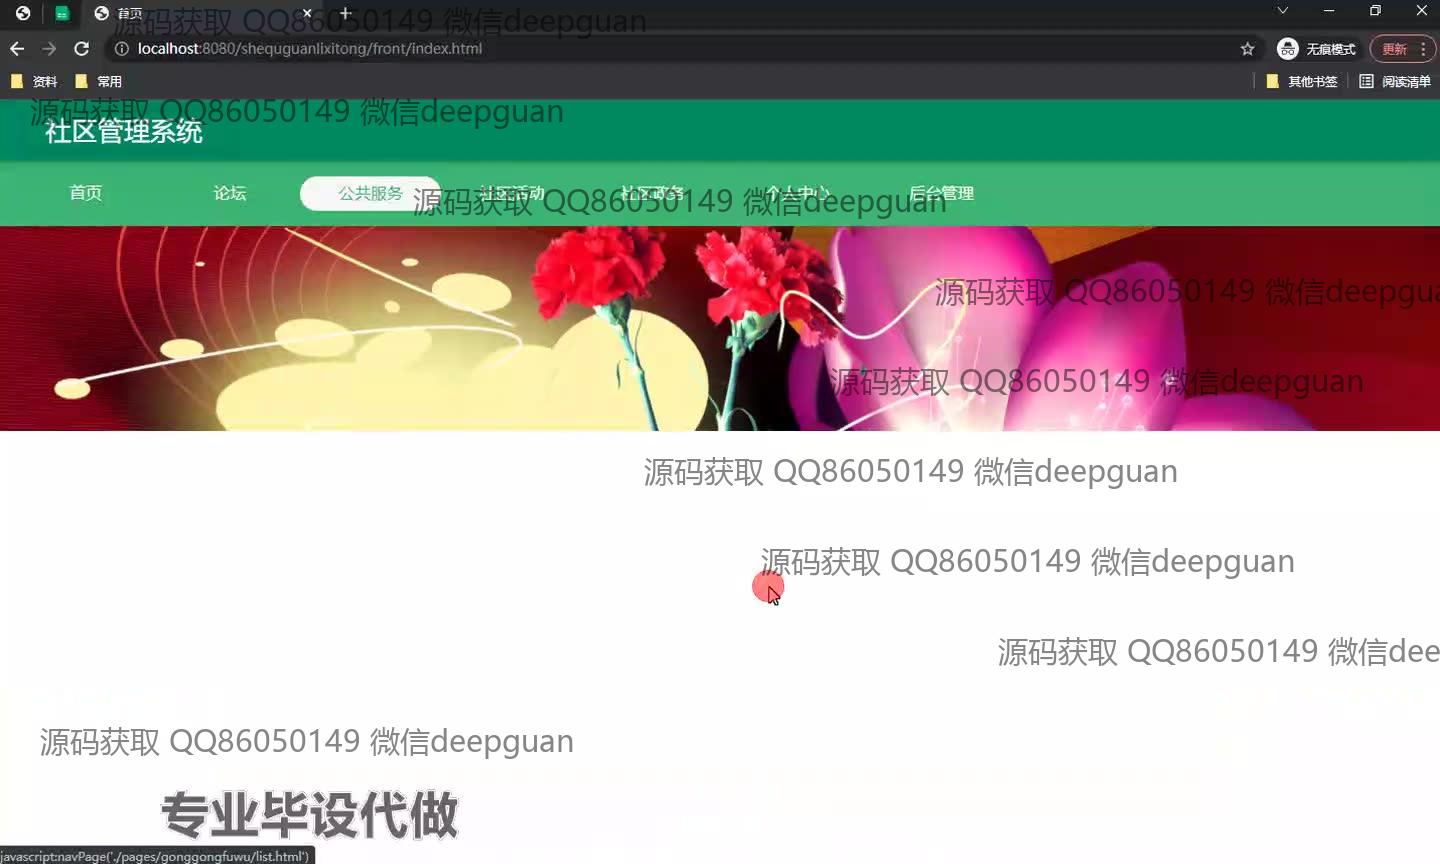 首页
源码获取 QQ86050149 微信deepguan
localhost:8080/shequguanlixitong/front/index.html
无痕模式
更新
资料
常用
其他书签
阅读清单
源码获取 QQ86050149 微信deepguan
社区管理系统
首页
论坛
公共服务
社区活动
社区政务
个人中心
后台管理
源码获取 QQ86050149 微信deepguan
源码获取 QQ86050149 微信deepgua
源码获取 QQ86050149 微信deepguan
源码获取 QQ86050149 微信deepguan
源码获取 QQ86050149 微信deepguan
源码获取 QQ86050149 微信dee
源码获取 QQ86050149 微信deepguan
专业毕设代做
javascript:navPage('./pages/gonggongfuwu/list.html')